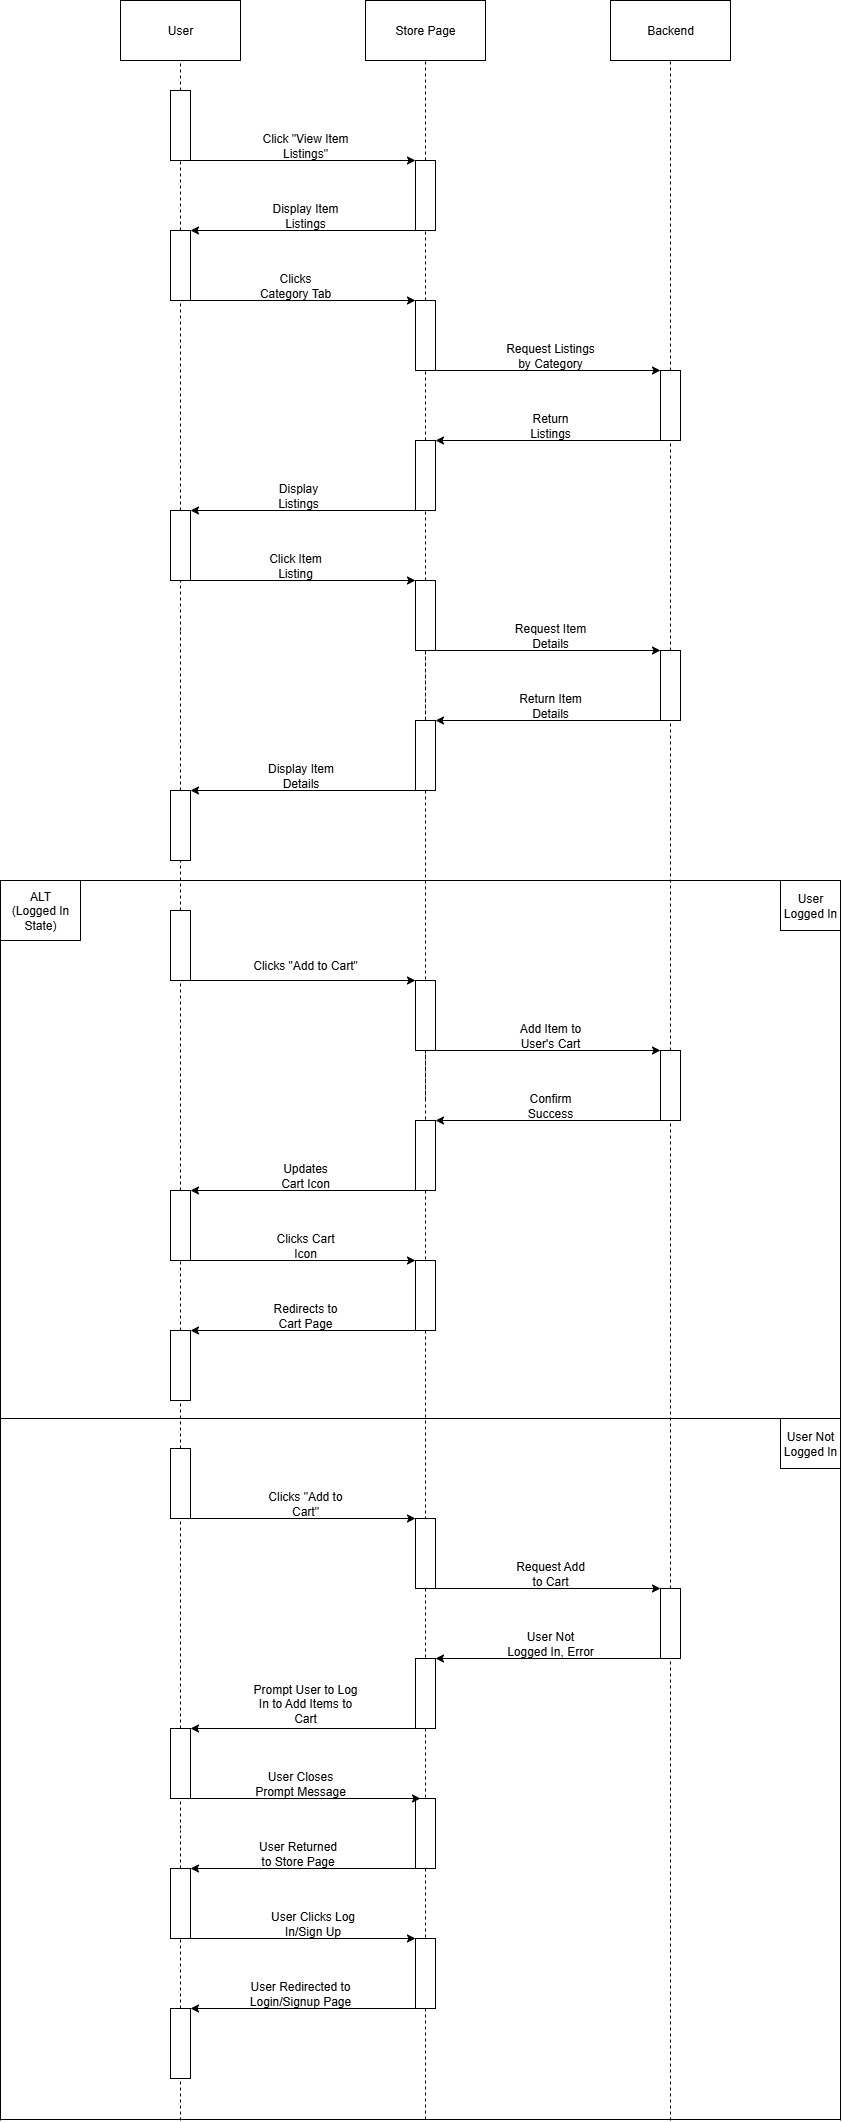 User
Store Page
Backend
Click "View Item
Listings"
Display Item
Listings
Clicks
Category Tab
Request Listings
by Category
Return
Listings
Display
Listings
Click Item
Listing
Request Item
Details
Return Item
Details
Display Item
Details
ALT
(Logged In
State)
User
Logged In
Clicks "Add to Cart"
Add Item to
User's Cart
Confirm
Success
Updates
Cart Icon
Clicks Cart
Icon
Redirects to
Cart Page
User Not
Logged In
Clicks "Add to
Cart"
Request Add
to Cart
User Not
Logged In, Error
Prompt User to Log
In to Add Items to
Cart
User Closes
Prompt Message
User Returned
to Store Page
User Clicks Log
In/Sign Up
User Redirected to
Login/Signup Page